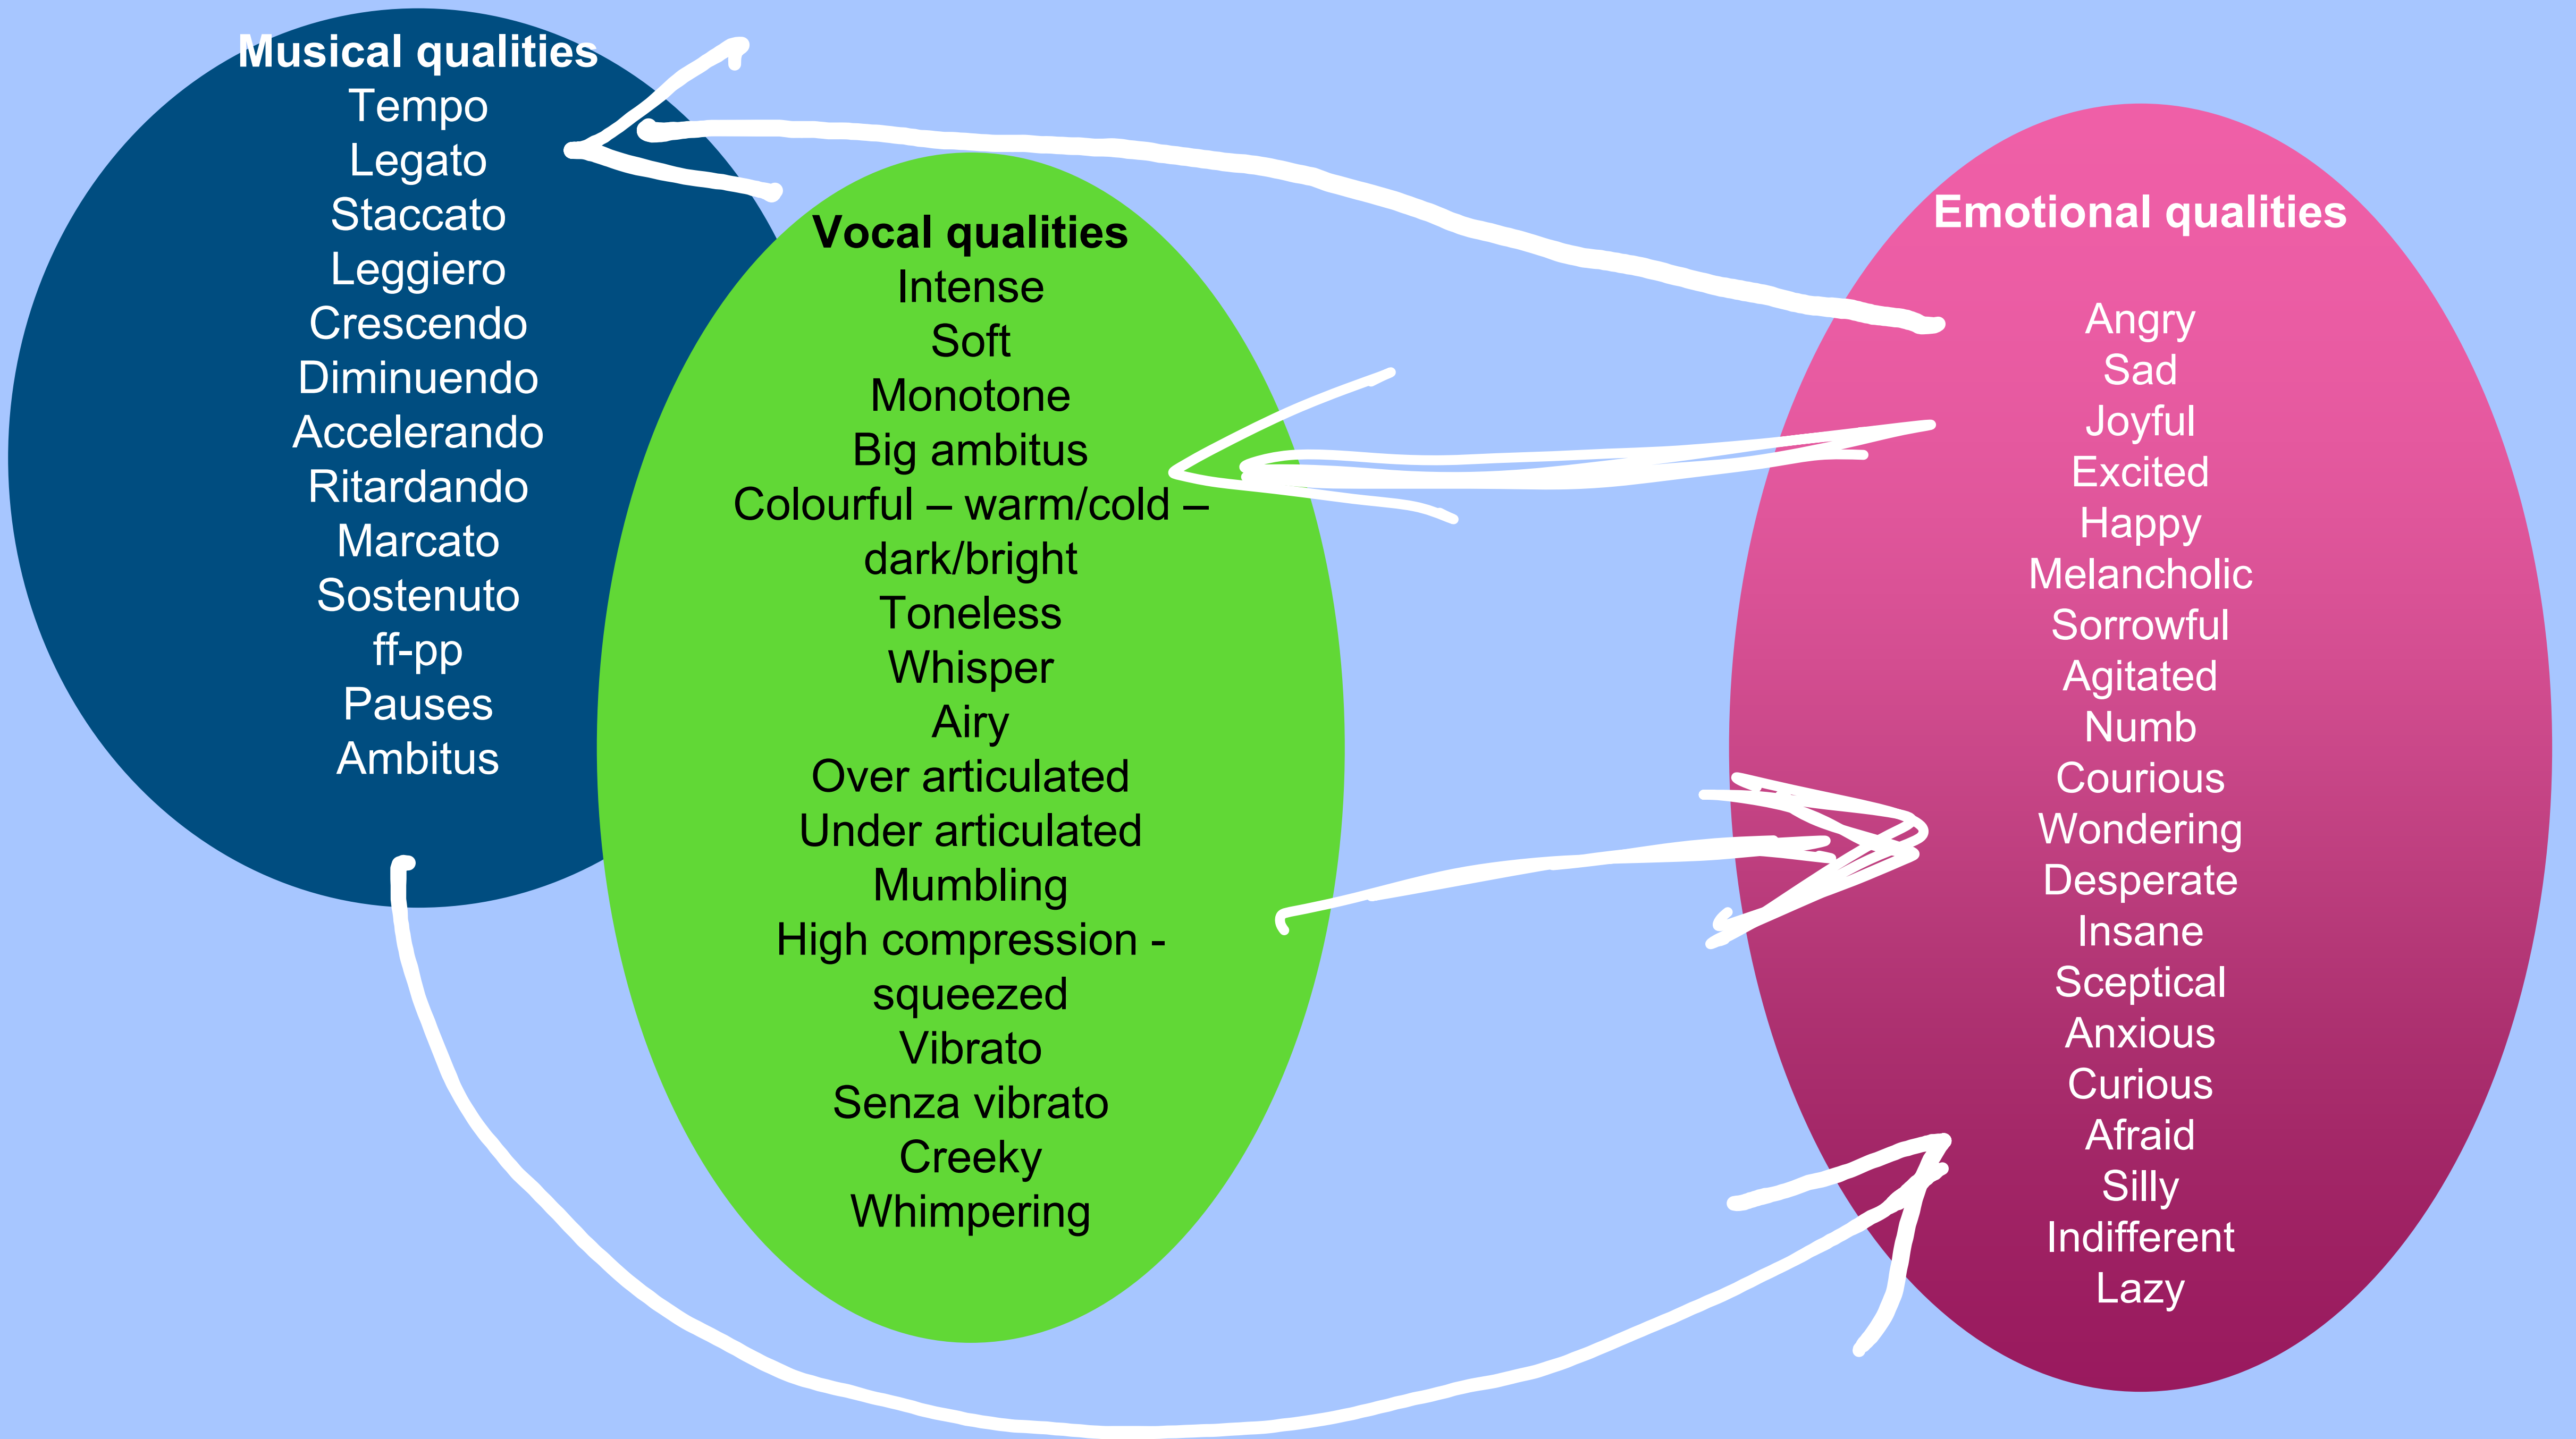 Musical qualities
Tempo
Legato
Staccato
Leggiero
Crescendo
Diminuendo
Accelerando
Ritardando
Marcato
Sostenuto
ff-pp
Pauses
Ambitus
Vocal qualities
Intense
Soft
Monotone
Big ambitus
Colourful – warm/cold –
dark/bright
Toneless
Whisper
Airy
Over articulated
Under articulated
Mumbling
High compression -
squeezed
Vibrato
Senza vibrato
Creeky
Whimpering
Emotional qualities
Angry
Sad
Joyful
Excited
Happy
Melancholic
Sorrowful
Agitated
Numb
Courious
Wondering
Desperate
Insane
Sceptical
Anxious
Curious
Afraid
Silly
Indifferent
Lazy